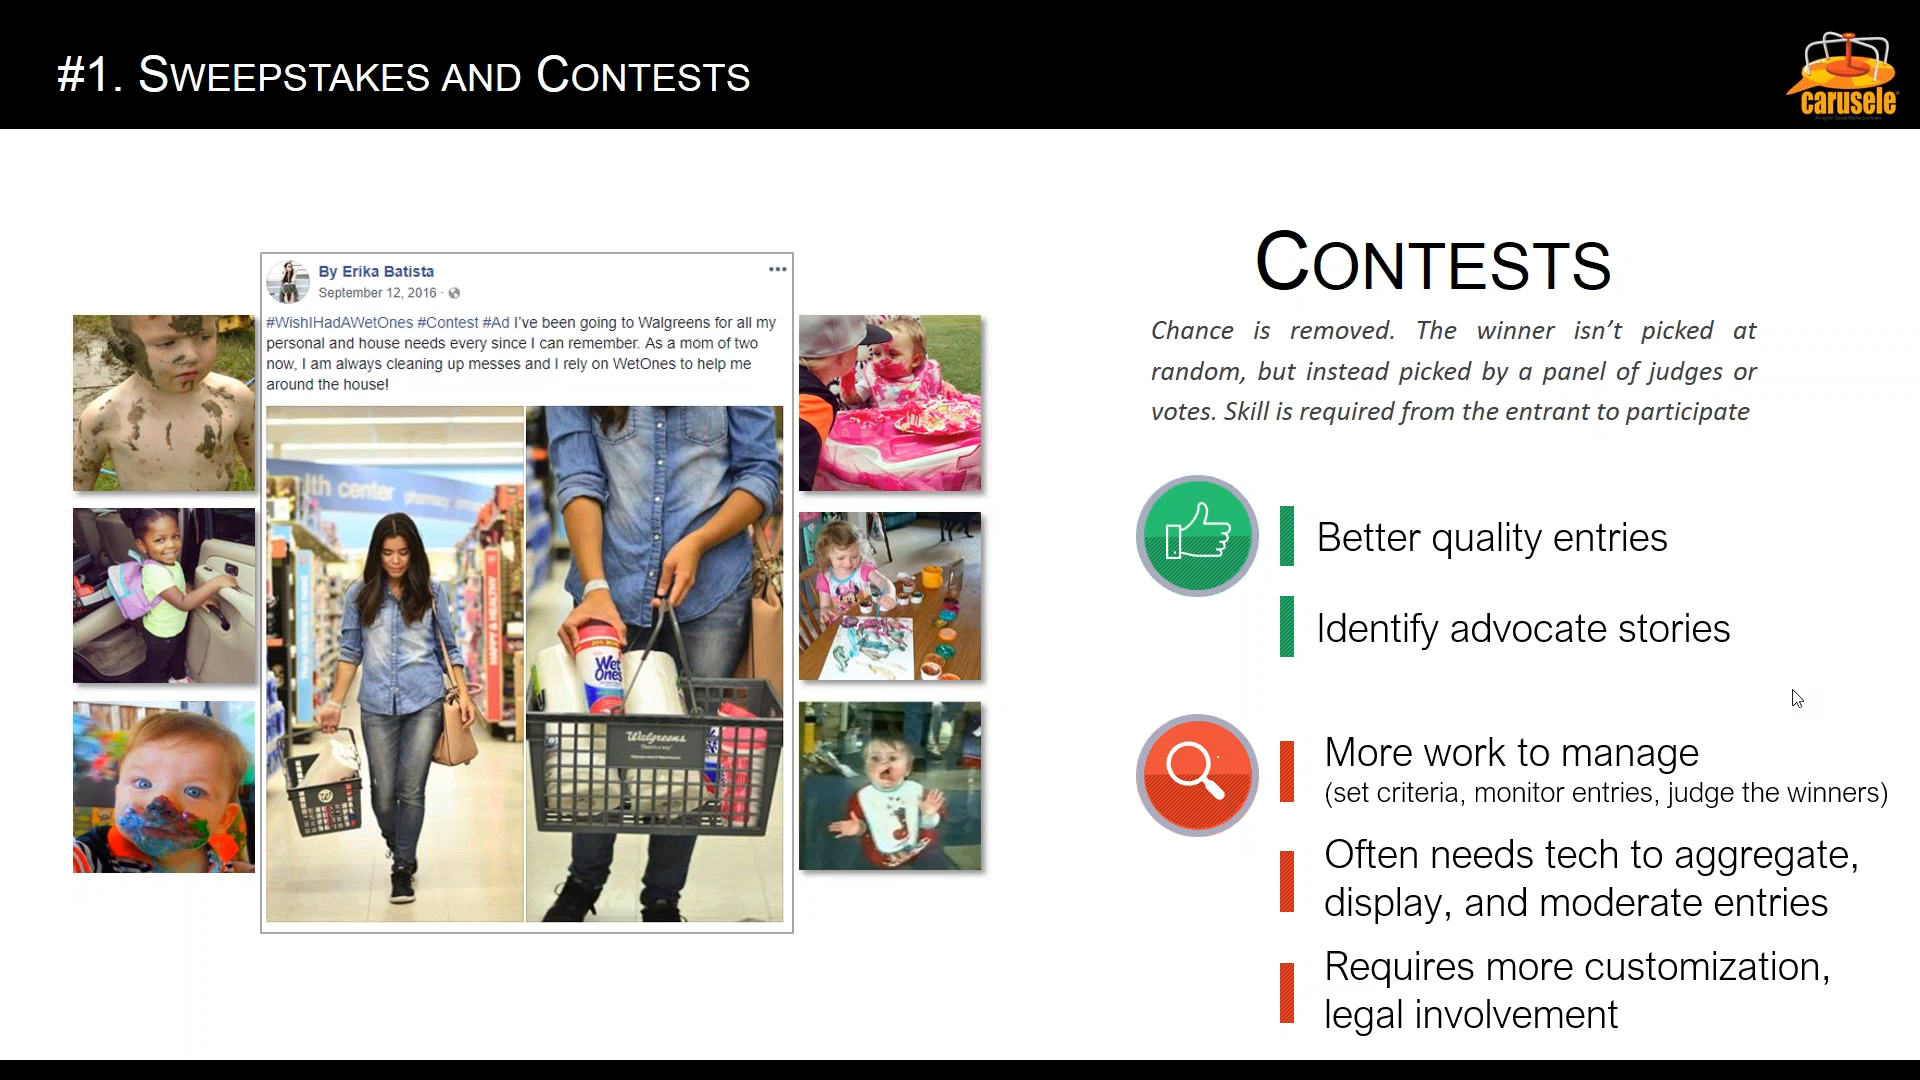 #1. SWEEPSTAKES AND CONTESTS
carusele
By Erika Batista
September 12, 2016 ·
#WishIHadAWetOnes #Contest #Ad I've been going to Walgreens for all my
personal and house needs every since I can remember. As a mom of two
now, I am always cleaning up messes and I rely on WetOnes to help me
around the house!
lth center pharmacy
HAPPY & HEALTHY
Wet
Ones
Walgreens
CONTESTS
Chance is removed. The winner isn't picked at
random, but instead picked by a panel of judges or
votes. Skill is required from the entrant to participate
Better quality entries
Identify advocate stories
More work to manage
(set criteria, monitor entries, judge the winners)
Often needs tech to aggregate,
display, and moderate entries
Requires more customization,
legal involvement